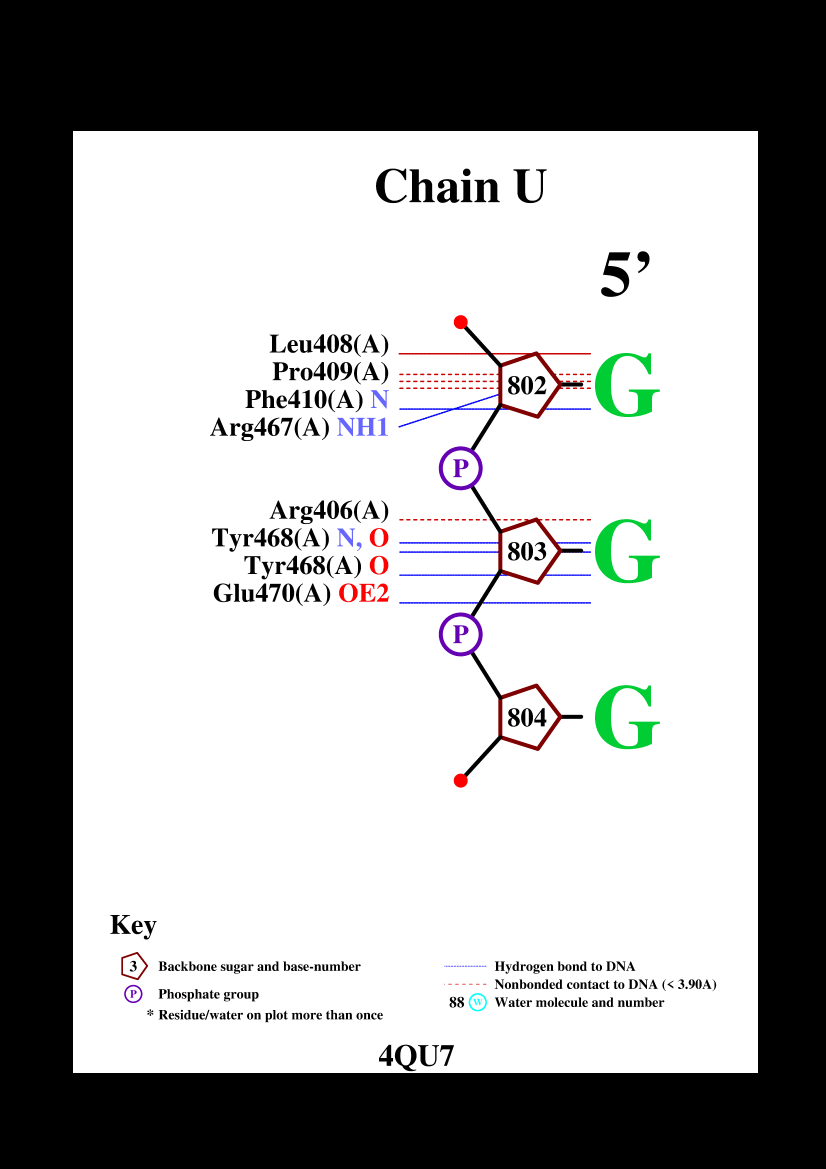 Chain U
5’
Leu408(A)
Pro409(A)
802
G
Phe410(A) N
Arg467(A) NH1
P
Arg406(A)
Tyr468(A) N, O
803
G
Tyr468(A) O
Glu470(A) OE2
P
804
G
Key
3 Backbone sugar and base-number
P Phosphate group
* Residue/water on plot more than once
Hydrogen bond to DNA
Nonbonded contact to DNA (< 3.90A)
88 W Water molecule and number
4QU7